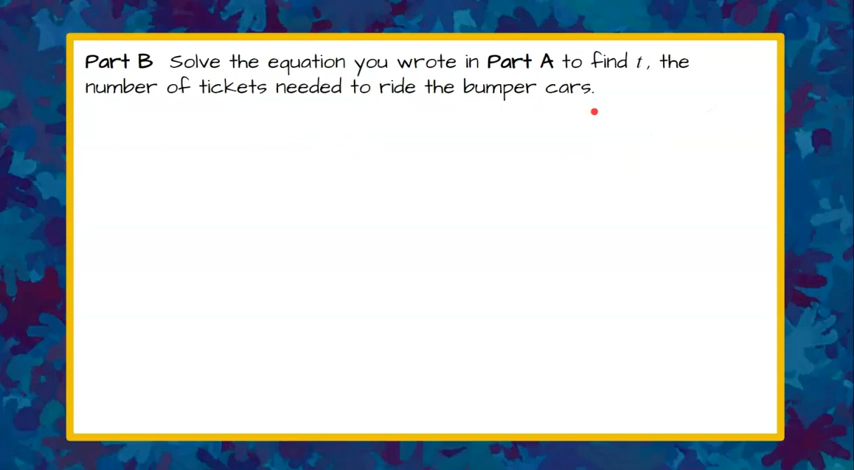 Part B Solve the equation you wrote in Part A to find t, the
number of tickets needed to ride the bumper cars.